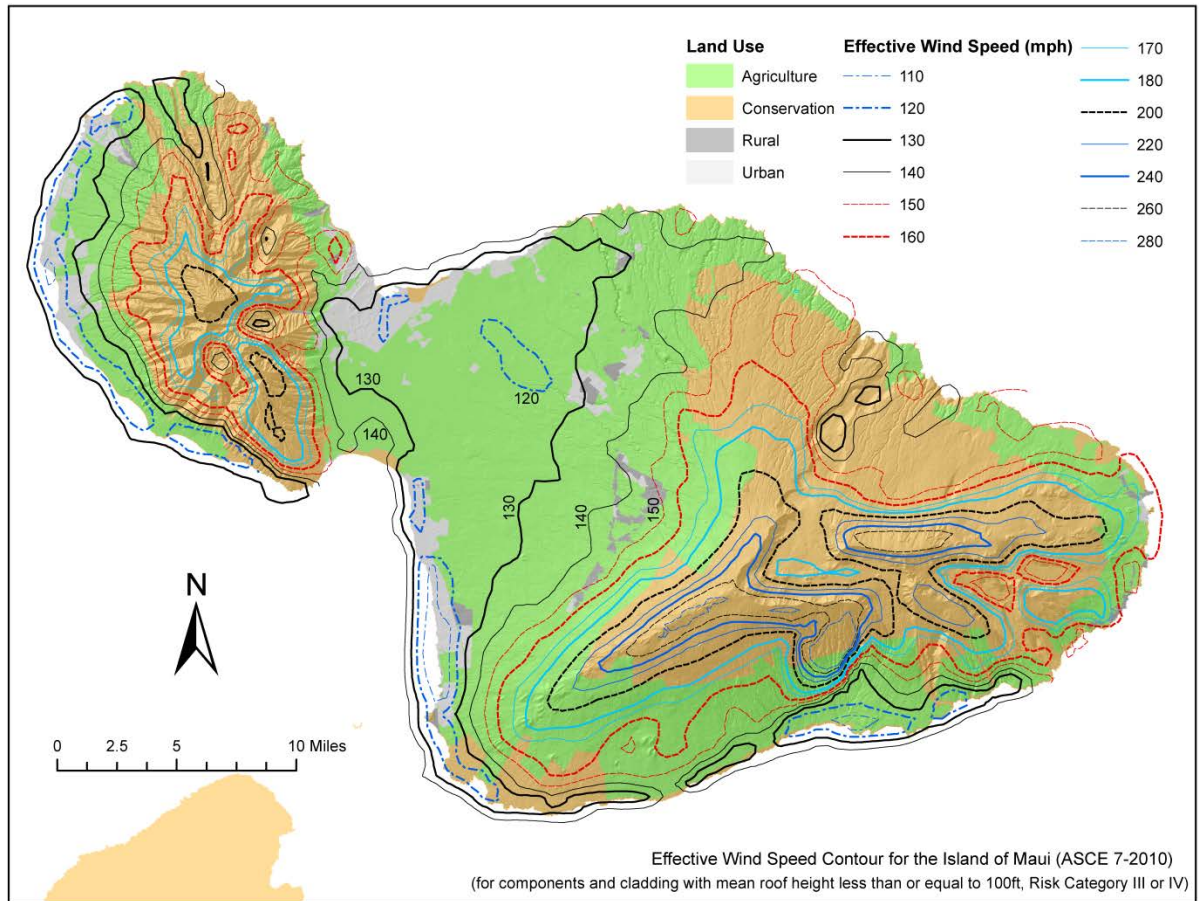 Land Use
Agriculture
Conservation
Rural
Urban
Effective Wind Speed (mph)
110
120
130
140
150
160
170
180
200
220
240
260
280
130
140
120
130
140
150
N
0 2.5 5 10 Miles
Effective Wind Speed Contour for the Island of Maui (ASCE 7-2010)
(for components and cladding with mean roof height less than or equal to 100ft, Risk Category III or IV)